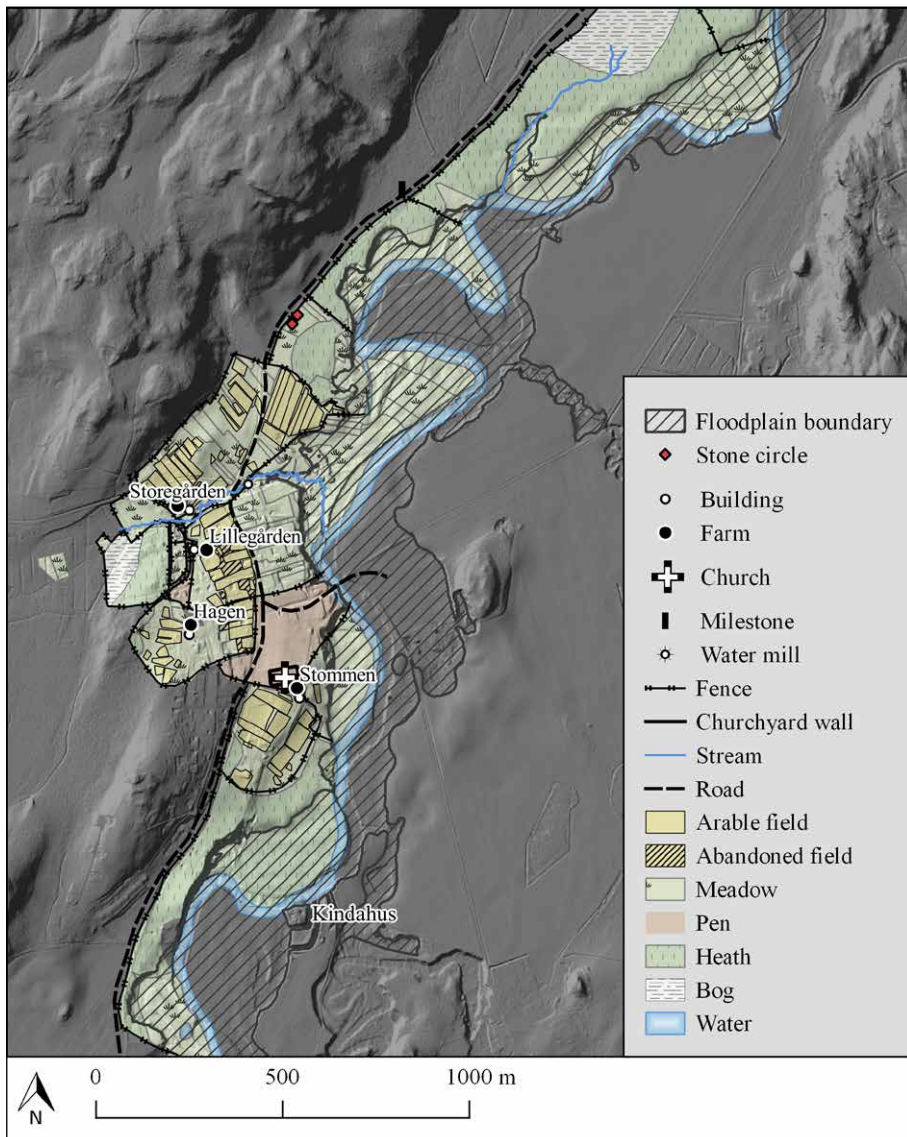 Storegården
Lillegården
Hagen
Stommen
Kindahus
Floodplain boundary
Stone circle
Building
Farm
Church
Milestone
Water mill
Fence
Churchyard wall
Stream
Road
Arable field
Abandoned field
Meadow
Pen
Heath
Bog
Water
N
0 500 1000 m